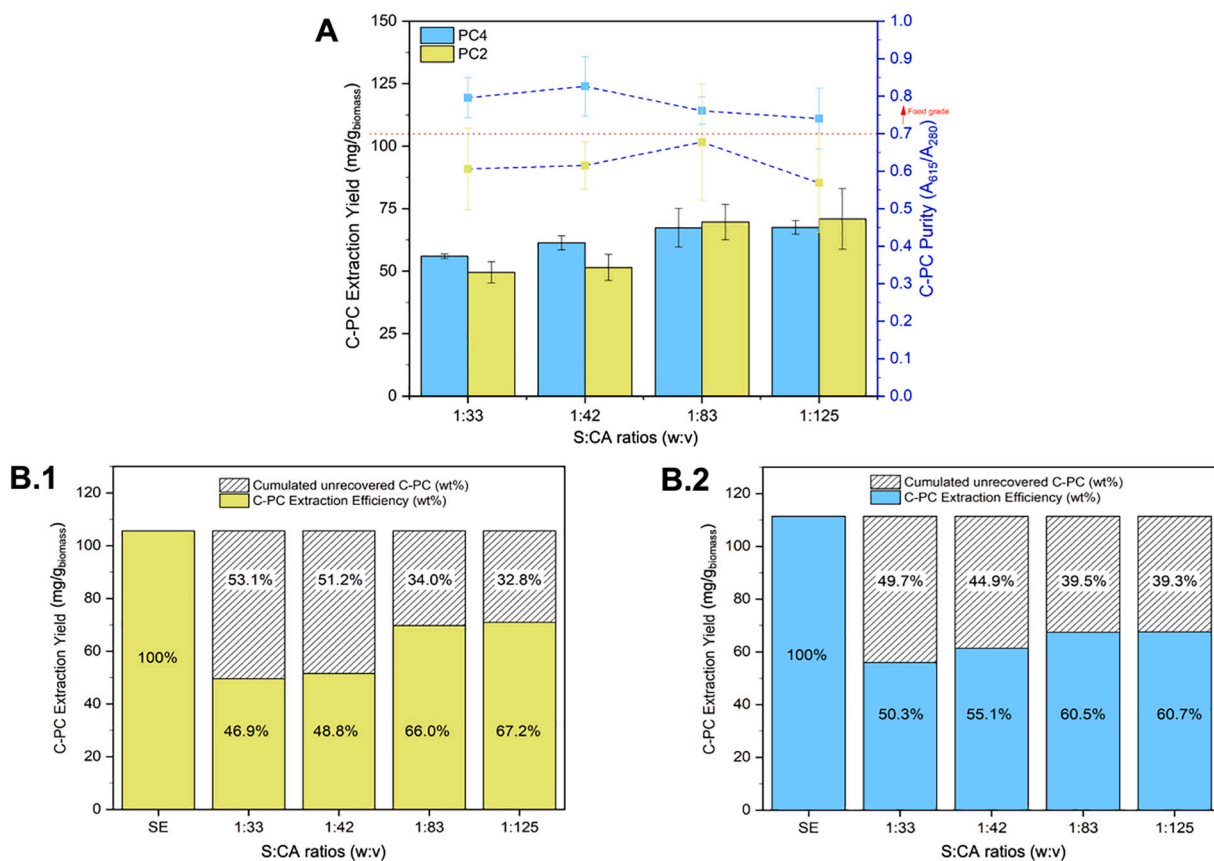 A
PC4
PC2
150
125
100
75
50
25
0
C-PC Extraction Yield (mg/g_biomass)
1.0
0.9
0.8
0.7
0.6
0.5
0.4
0.3
0.2
0.1
0.0
Food grade
C-PC Purity (A615/A280)
1:33 1:42 1:83 1:125
S:CA ratios (w:v)
B.1
Cumulated unrecovered C-PC (wt%)
C-PC Extraction Efficiency (wt%)
120
100
80
60
40
20
0
C-PC Extraction Yield (mg/g_biomass)
53.1% 51.2% 34.0% 32.8%
100%
46.9% 48.8% 66.0% 67.2%
SE 1:33 1:42 1:83 1:125
S:CA ratios (w:v)
B.2
Cumulated unrecovered C-PC (wt%)
C-PC Extraction Efficiency (wt%)
120
100
80
60
40
20
0
C-PC Extraction Yield (mg/g_biomass)
49.7% 44.9% 39.5% 39.3%
100%
50.3% 55.1% 60.5% 60.7%
SE 1:33 1:42 1:83 1:125
S:CA ratios (w:v)